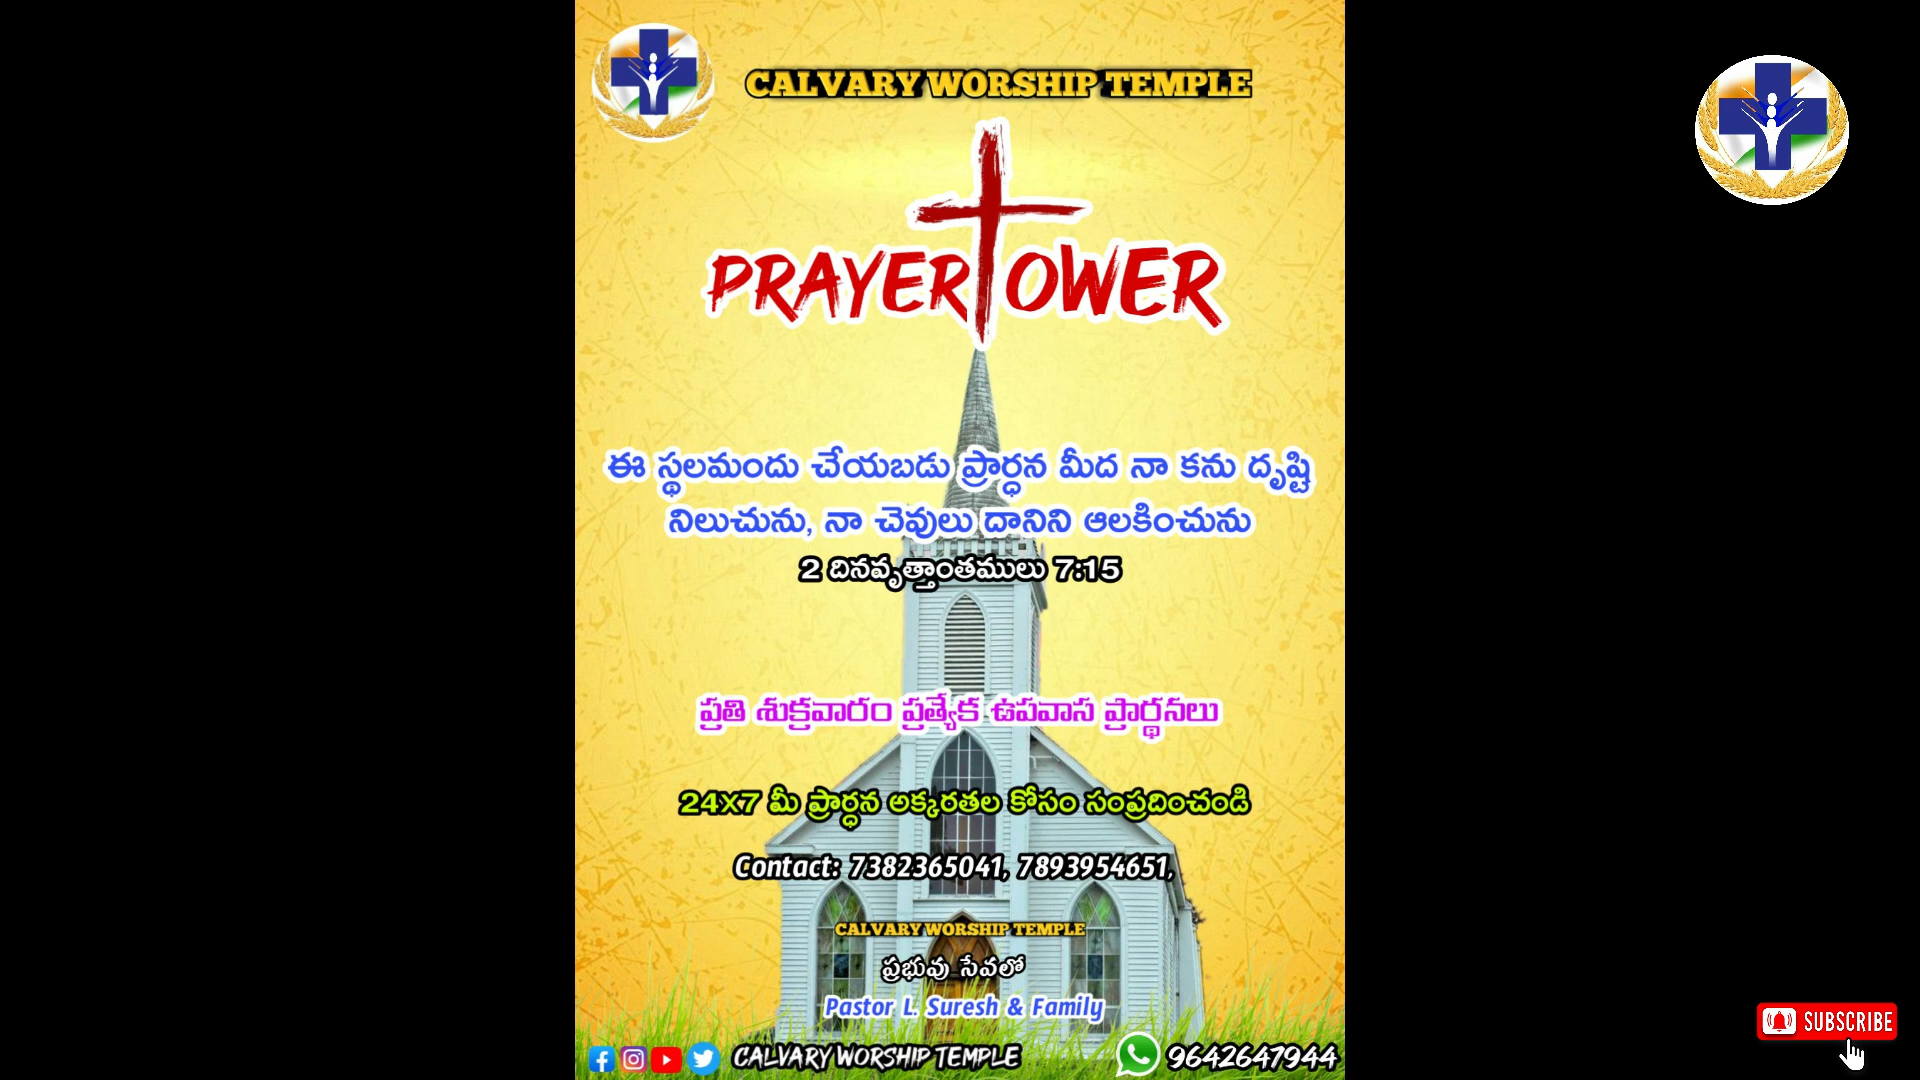 CALVARY WORSHIP TEMPLE
PRAYER TOWER
ఈ స్థలమందు చేయబడు ప్రార్ధన మీద నా కను దృష్టి
నిలుచును, నా చెవులు దానిని ఆలకించును
2 దినవృత్తాంతములు 7:15
ప్రతి శుక్రవారం ప్రత్యేక ఉపవాస ప్రార్థనలు
24X7 మీ ప్రార్ధన అక్కరతల కోసం సంప్రదించండి
Contact: 7382365041, 7893954651,
CALVARY WORSHIP TEMPLE
ప్రభువు సేవలో
Pastor L. Suresh & Family
CALVARY WORSHIP TEMPLE 9642647944
SUBSCRIBE